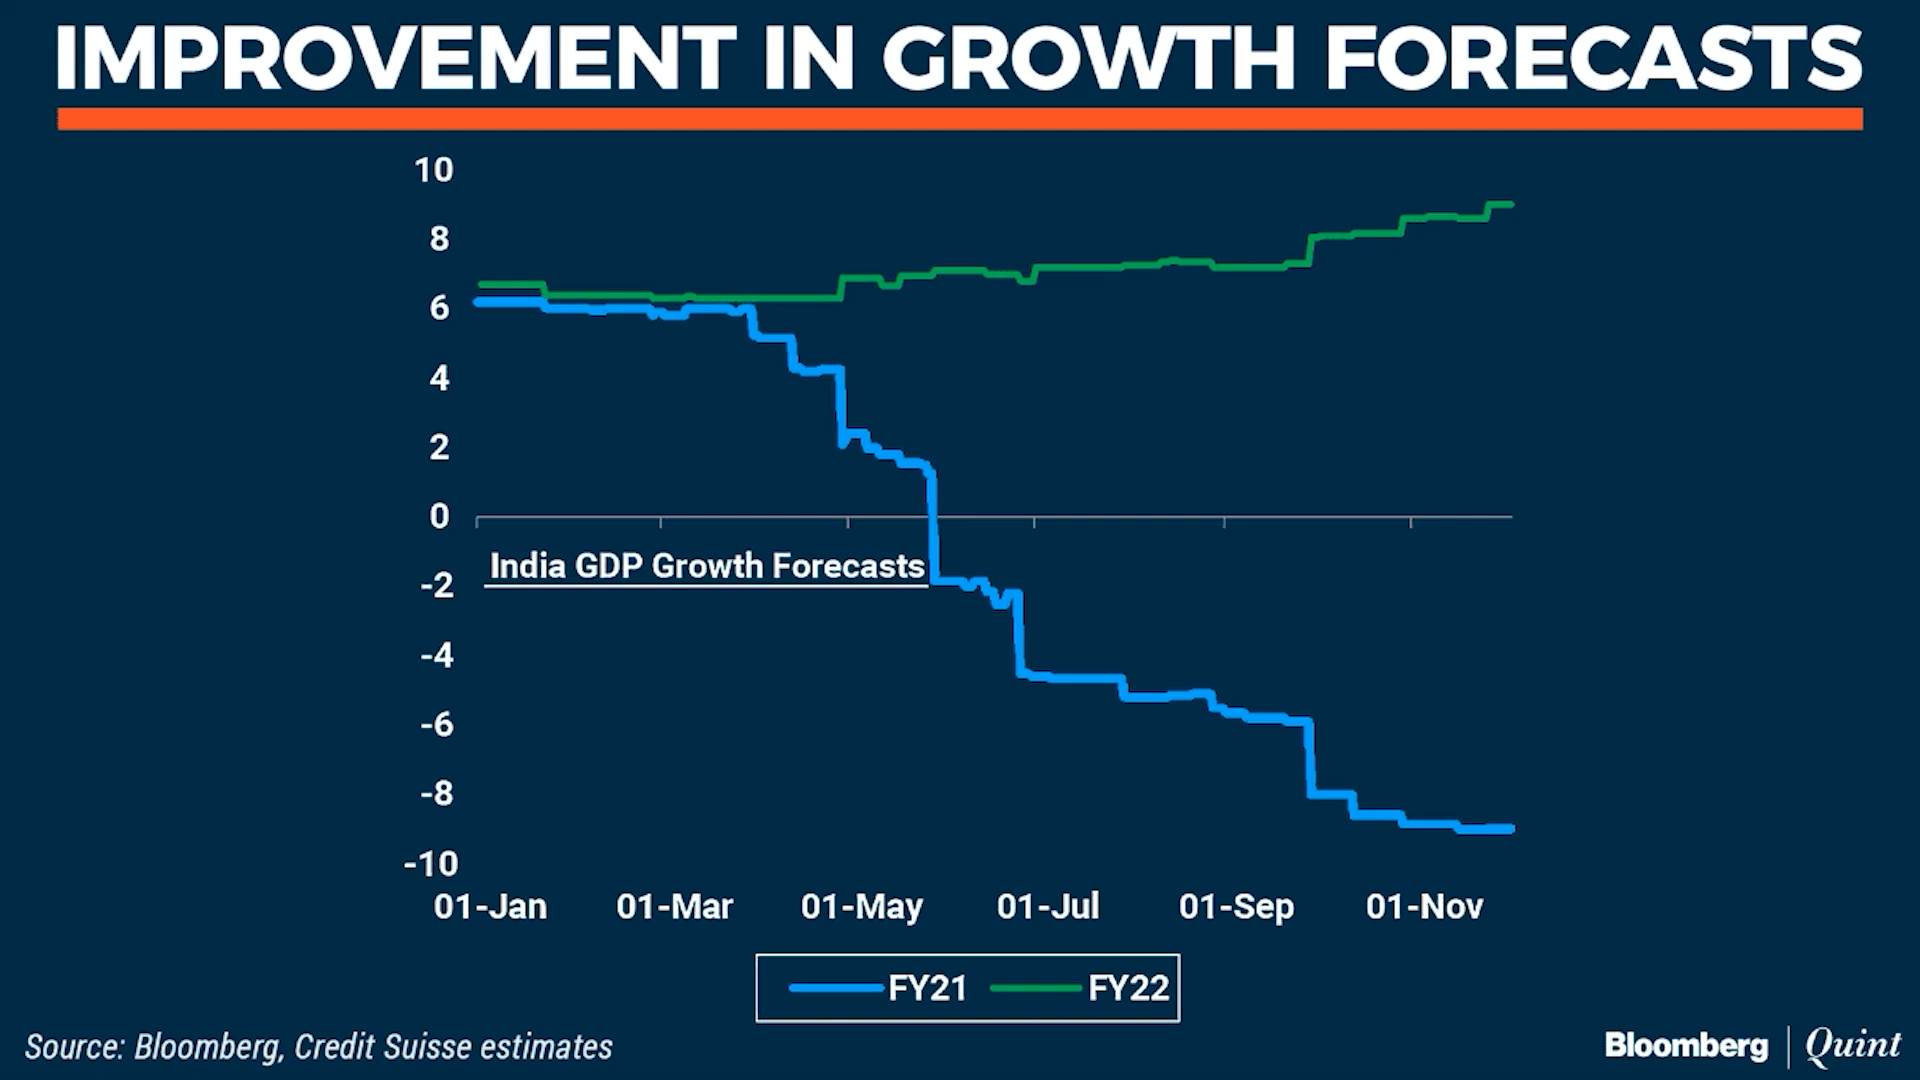 IMPROVEMENT IN GROWTH FORECASTS
10
8
6
4
2
0
India GDP Growth Forecasts
-2
-4
-6
-8
-10
01-Jan 01-Mar 01-May 01-Jul 01-Sep 01-Nov
FY21 FY22
Source: Bloomberg, Credit Suisse estimates
Bloomberg | Quint